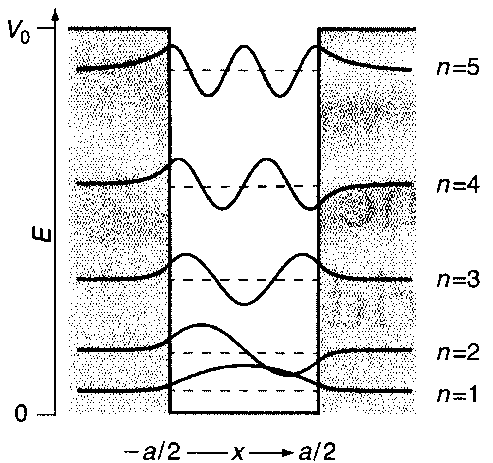 V₀
n=5
n=4
E
n=3
n=2
n=1
0
−a/2 — x → a/2